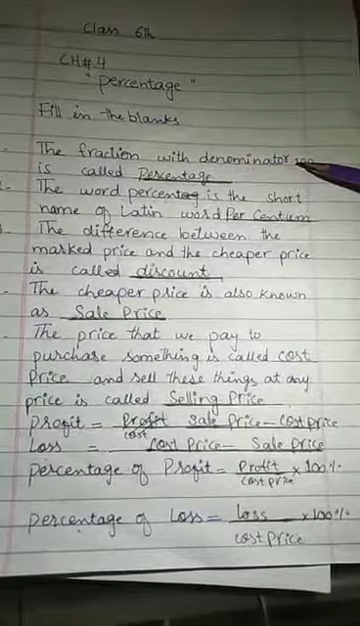 Class 6th
CH# 4
"Percentage"
Fill in the blanks
The fraction with denominator 100
is called Percentage
The word percentag is the short
name of Latin word Per Centum
The difference between the
marked price and the cheaper price
is called discount
The cheaper price is also known
as Sale Price
The price that we pay to
purchase something is called cost
Price and sell these things at any
price is called Selling Price
Profit = Sale Price - Cost Price
Loss = cost Price - Sale Price
percentage of Profit = Profit/cost price × 100%
percentage of Loss = Loss/cost price × 100%